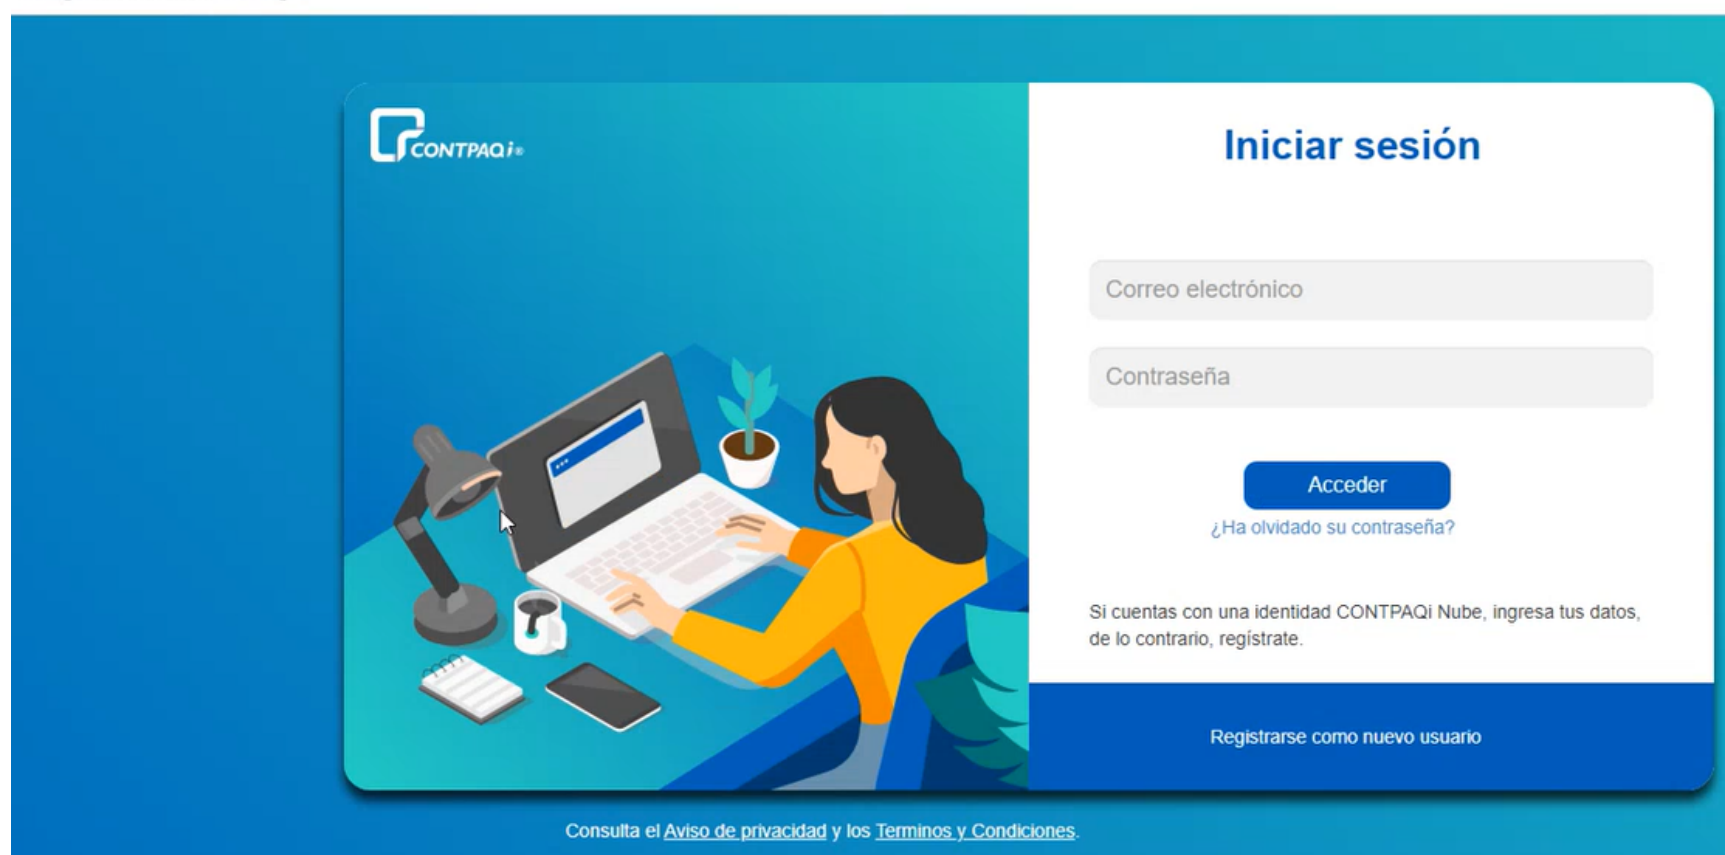 CONTPAQi®
Iniciar sesión
Correo electrónico
Contraseña
Acceder
¿Ha olvidado su contraseña?
Si cuentas con una identidad CONTPAQi Nube, ingresa tus datos,
de lo contrario, regístrate.
Registrarse como nuevo usuario
Consulta el Aviso de privacidad y los Terminos y Condiciones.